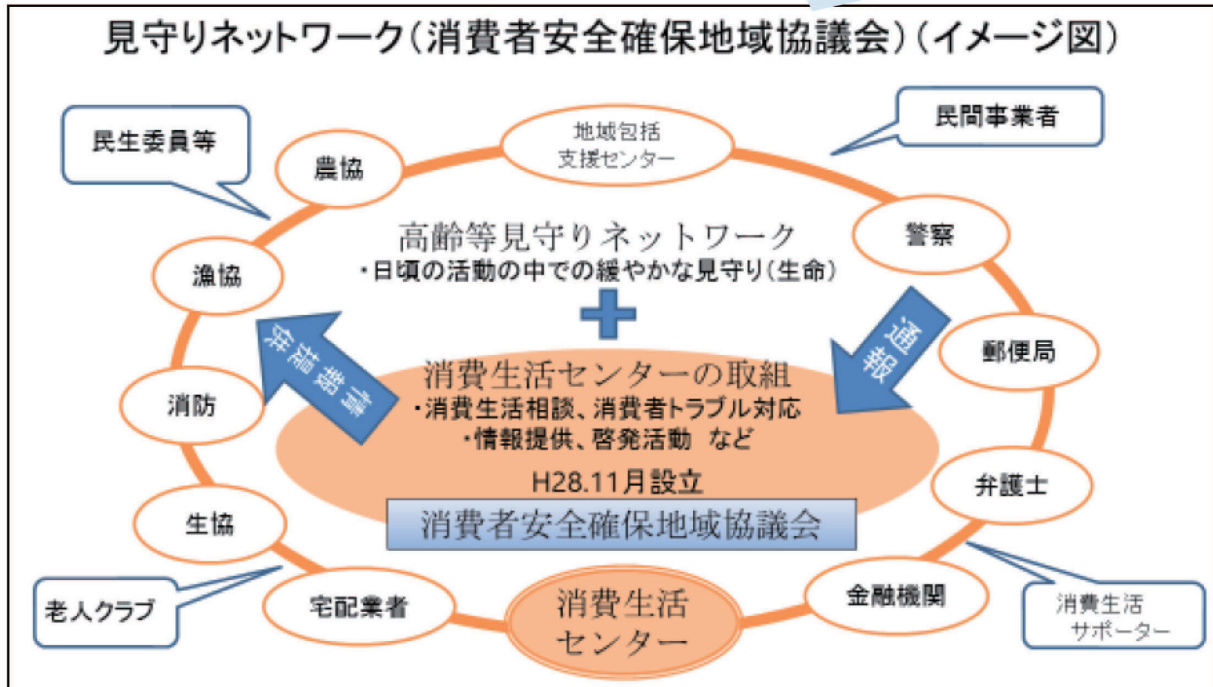 見守りネットワーク(消費者安全確保地域協議会)(イメージ図)
民生委員等
農協
地域包括
支援センター
民間事業者
漁協
高齢等見守りネットワーク
・日頃の活動の中での緩やかな見守り(生命)
警察
情報提供
通報
郵便局
消防
消費生活センターの取組
・消費生活相談、消費者トラブル対応
・情報提供、啓発活動 など
H28.11月設立
消費者安全確保地域協議会
弁護士
生協
老人クラブ
宅配業者
消費生活
センター
金融機関
消費生活
サポーター